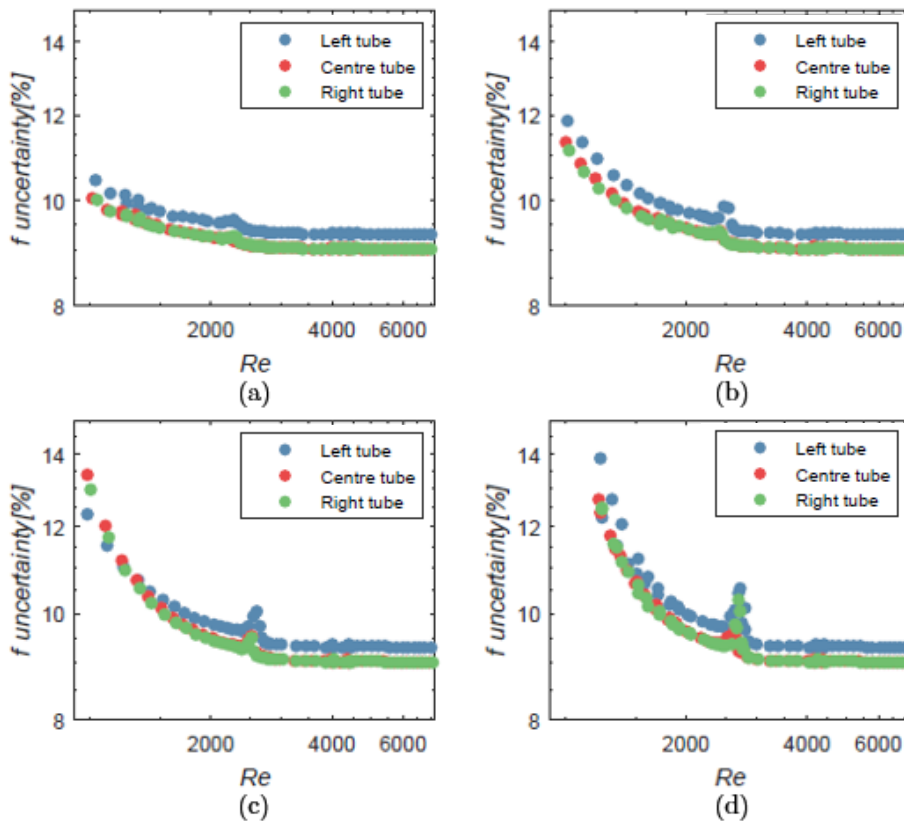 14
12
10
8
f uncertainty[%]
Left tube
Centre tube
Right tube
2000 4000 6000
Re
(a)
14
12
10
8
f uncertainty[%]
Left tube
Centre tube
Right tube
2000 4000 6000
Re
(b)
14
12
10
8
f uncertainty[%]
Left tube
Centre tube
Right tube
2000 4000 6000
Re
(c)
14
12
10
8
f uncertainty[%]
Left tube
Centre tube
Right tube
2000 4000 6000
Re
(d)